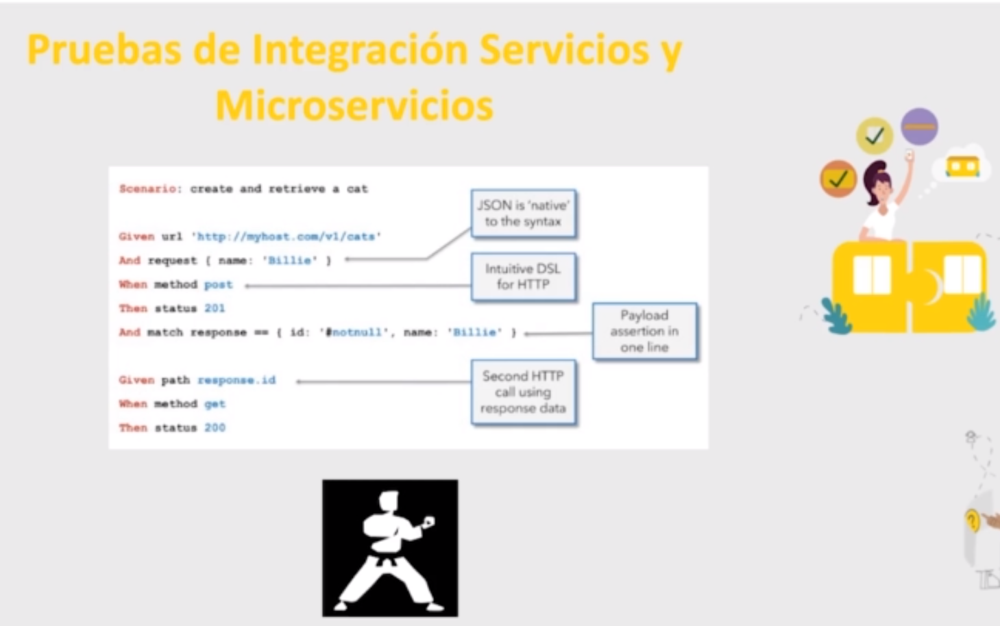 Pruebas de Integración Servicios y
Microservicios
Scenario: create and retrieve a cat
JSON is 'native'
to the syntax
Given url 'http://myhost.com/v1/cats'
And request { name: 'Billie' }
Intuitive DSL
for HTTP
When method post
Then status 201
Payload
assertion in
one line
And match response == { id: '#notnull', name: 'Billie' }
Second HTTP
call using
response data
Given path response.id
When method get
Then status 200
?